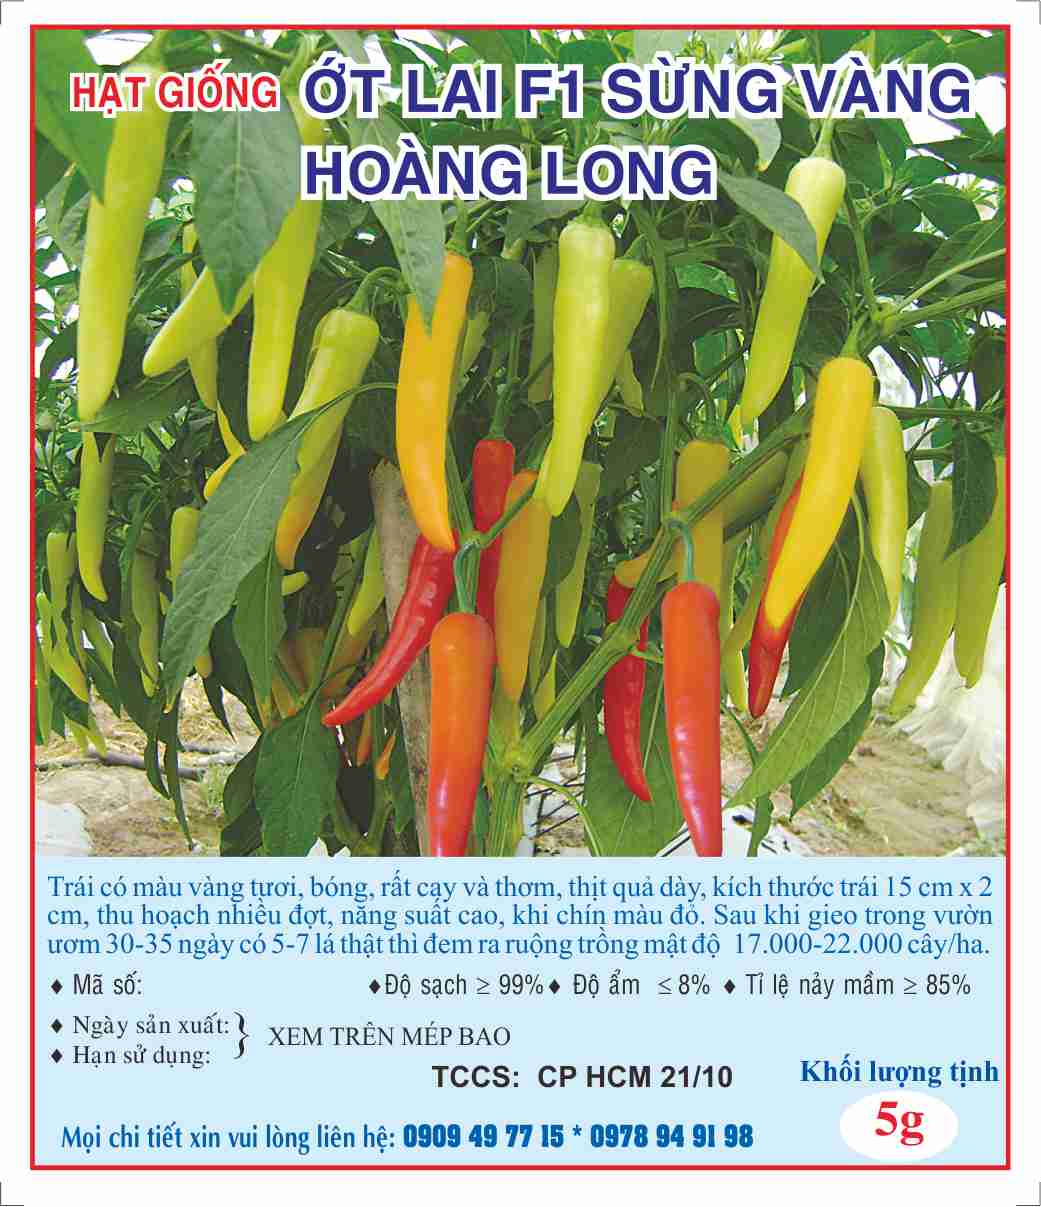 HẠT GIỐNG ỚT LAI F1 SỪNG VÀNG
HOÀNG LONG
Trái có màu vàng tươi, bóng, rất cay và thơm, thịt quả dày, kích thước trái 15 cm x 2
cm, thu hoạch nhiều đợt, năng suất cao, khi chín màu đỏ. Sau khi gieo trong vườn
ươm 30-35 ngày có 5-7 lá thật thì đem ra ruộng trồng mật độ 17.000-22.000 cây/ha.
♦ Mã số: ♦ Độ sạch ≥ 99% ♦ Độ ẩm ≤ 8% ♦ Tỉ lệ nảy mầm ≥ 85%
♦ Ngày sản xuất:
♦ Hạn sử dụng: } XEM TRÊN MÉP BAO
TCCS: CP HCM 21/10
Khối lượng tịnh
5g
Mọi chi tiết xin vui lòng liên hệ: 0909 49 77 15 * 0978 94 91 98